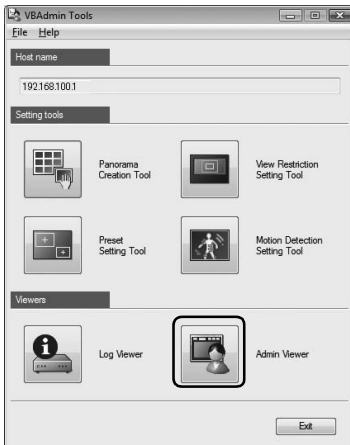 VBAdmin Tools
File Help
Host name
192.168.100.1
Setting tools
Panorama
Creation Tool
View Restriction
Setting Tool
Preset
Setting Tool
Motion Detection
Setting Tool
Viewers
Log Viewer
Admin Viewer
Exit